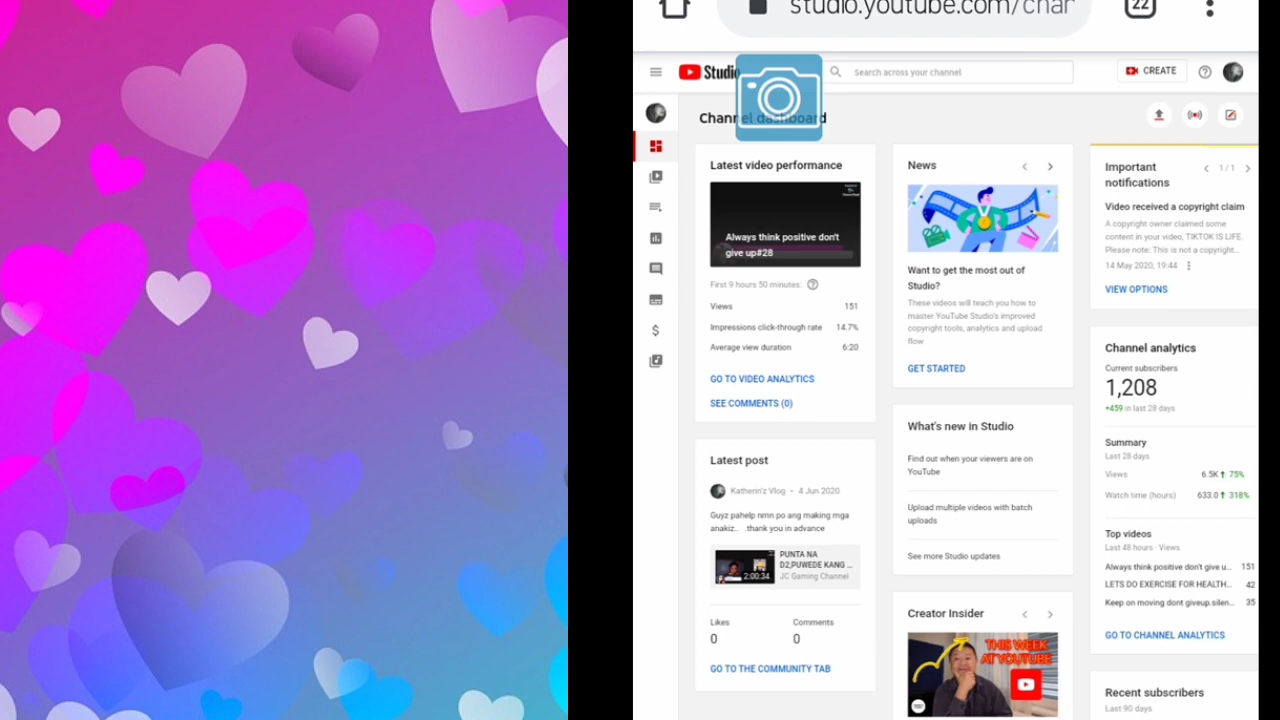 studio.youtube.com/char
22
Studio
Search across your channel
CREATE
Channel dashboard
Latest video performance
Always think positive don't
give up#28
First 9 hours 50 minutes:
Views 151
Impressions click-through rate 14.7%
Average view duration 6:20
GO TO VIDEO ANALYTICS
SEE COMMENTS (0)
Latest post
Katherin'z Vlog • 4 Jun 2020
Guyz pahelp nmn po ang making mga
anakiz.. .thank you in advance
PUNTA NA
D2,PUWEDE KANG ...
JC Gaming Channel
2:00:34
Likes Comments
0 0
GO TO THE COMMUNITY TAB
News
Want to get the most out of
Studio?
These videos will teach you how to
master YouTube Studio's improved
copyright tools, analytics and upload
flow
GET STARTED
What's new in Studio
Find out when your viewers are on
YouTube
Upload multiple videos with batch
uploads
See more Studio updates
Creator Insider
THIS WEEK
AT YOUTUBE
Important
notifications
1 / 1
Video received a copyright claim
A copyright owner claimed some
content in your video, TIKTOK IS LIFE.
Please note: This is not a copyright...
14 May 2020, 19:44
VIEW OPTIONS
Channel analytics
Current subscribers
1,208
+459 in last 28 days
Summary
Last 28 days
Views 6.5K 75%
Watch time (hours) 633.0 318%
Top videos
Last 48 hours · Views
Always think positive don't give u... 151
LETS DO EXERCISE FOR HEALTH... 42
Keep on moving dont giveup.silen... 35
GO TO CHANNEL ANALYTICS
Recent subscribers
Last 90 days